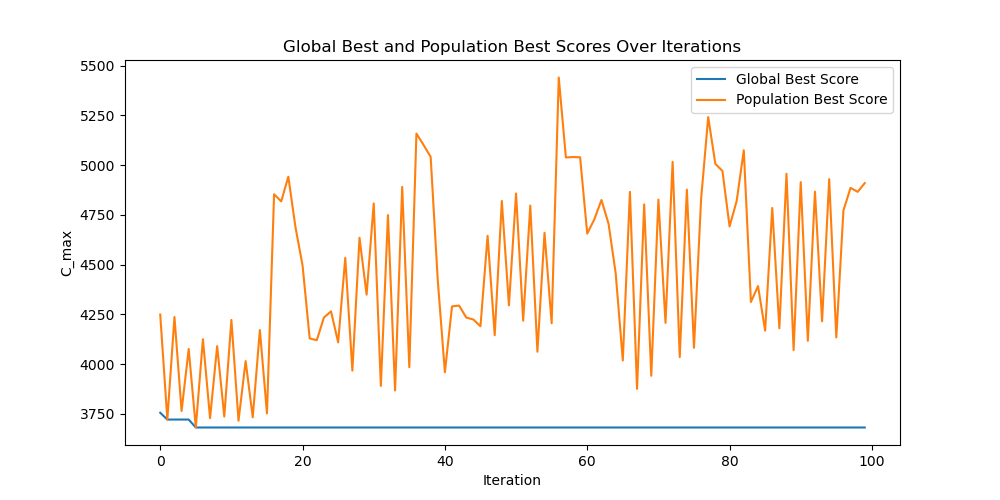 Global Best and Population Best Scores Over Iterations
Global Best Score
Population Best Score
5500
5250
5000
4750
4500
4250
4000
3750
C_max
0
20
40
60
80
100
Iteration